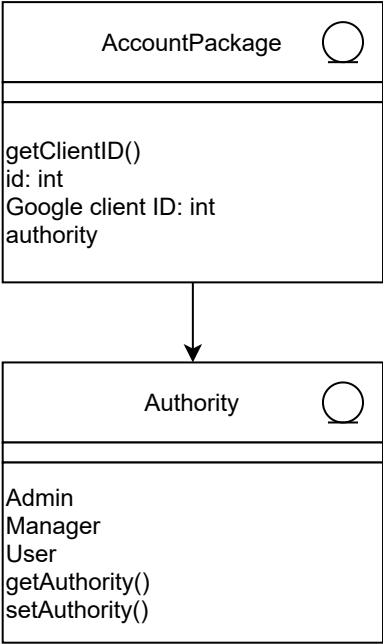 AccountPackage
getClientID()
id: int
Google client ID: int
authority
Authority
Admin
Manager
User
getAuthority()
setAuthority()